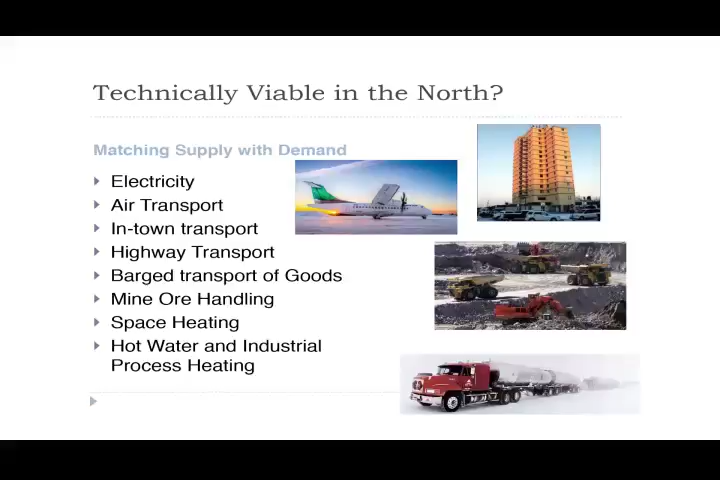 Technically Viable in the North?
Matching Supply with Demand
Electricity
Air Transport
In-town transport
Highway Transport
Barged transport of Goods
Mine Ore Handling
Space Heating
Hot Water and Industrial
Process Heating